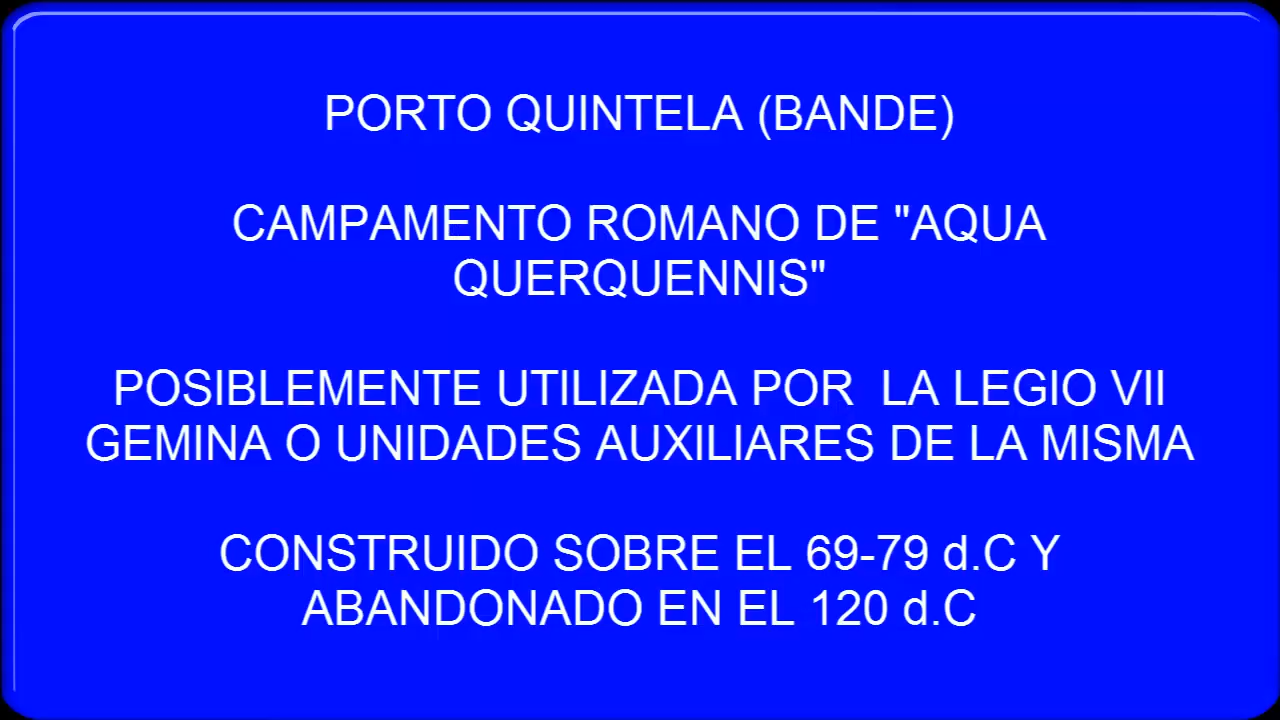 PORTO QUINTELA (BANDE)
CAMPAMENTO ROMANO DE "AQUA
QUERQUENNIS"
POSIBLEMENTE UTILIZADA POR  LA LEGIO VII
GEMINA O UNIDADES AUXILIARES DE LA MISMA
CONSTRUIDO SOBRE EL 69-79 d.C Y
ABANDONADO EN EL 120 d.C